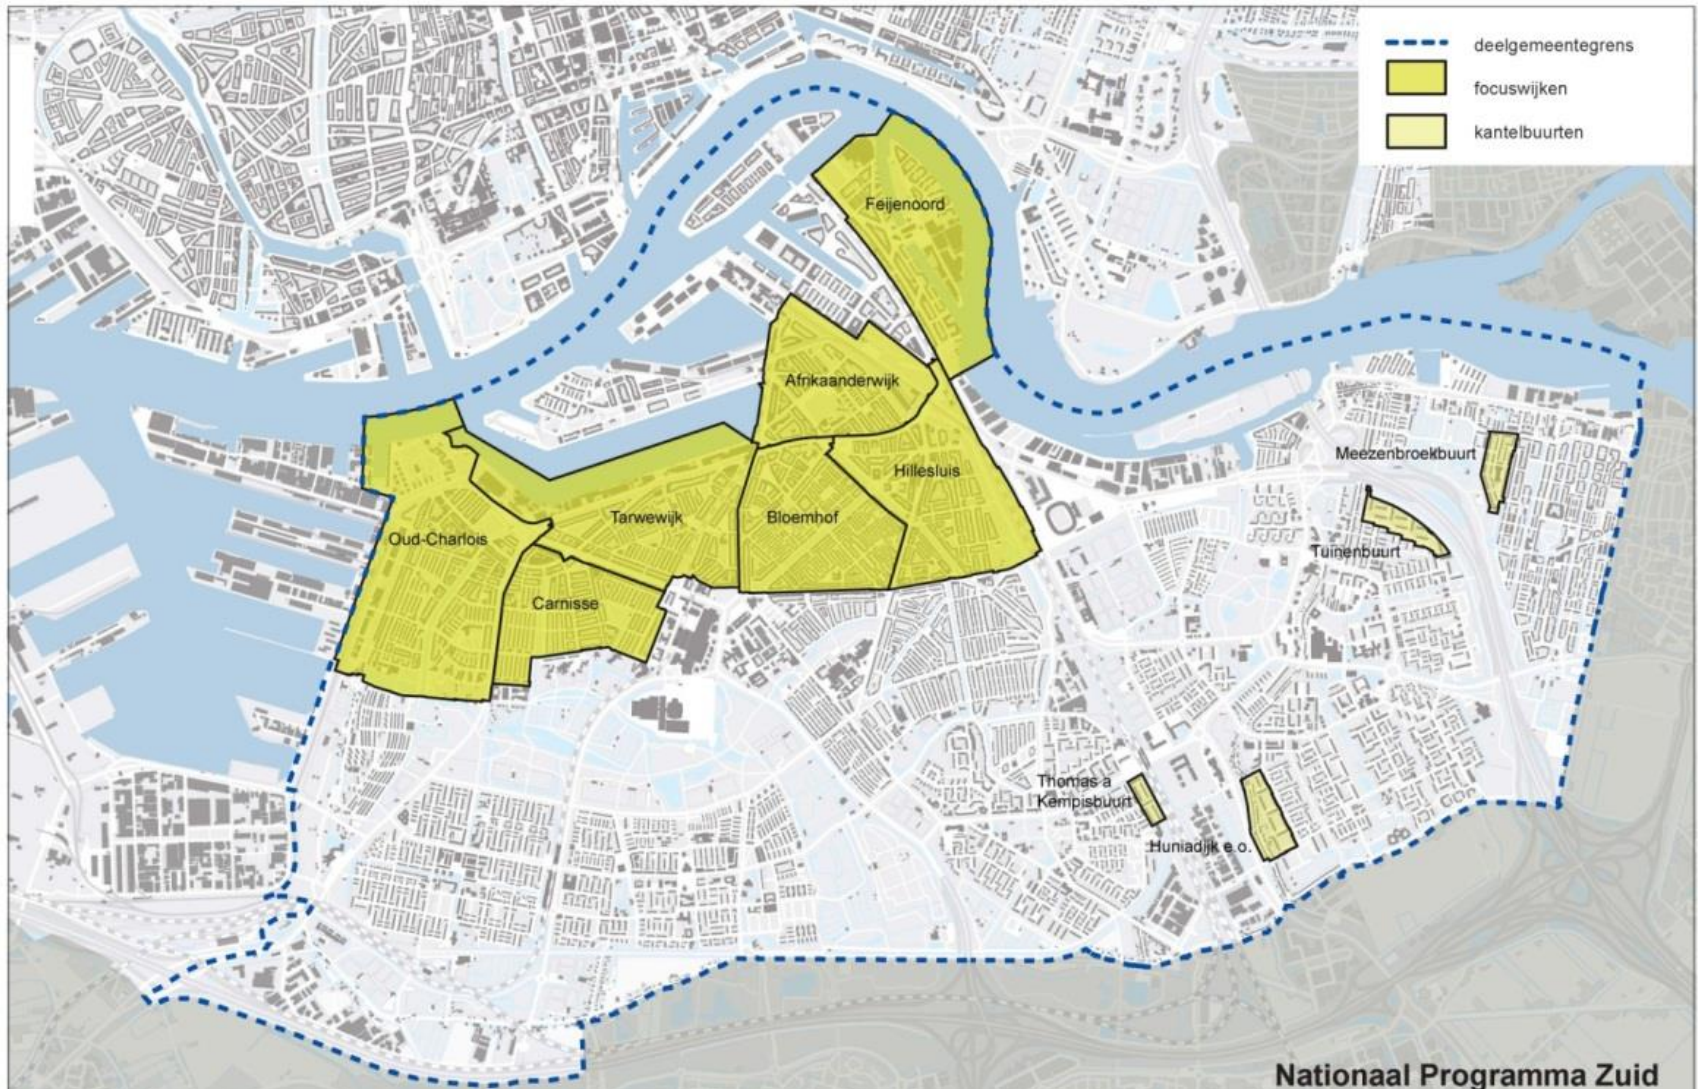 deelgemeentegrens
focuswijken
kantelbuurten
Feijenoord
Afrikaanderwijk
Meezenbroekbuurt
Hillesluis
Tarwewijk
Bloemhof
Oud-Charlois
Tuinenbuurt
Carnisse
Thomas a
Kempisbuurt
Huniadijk e.o.
Nationaal Programma Zuid